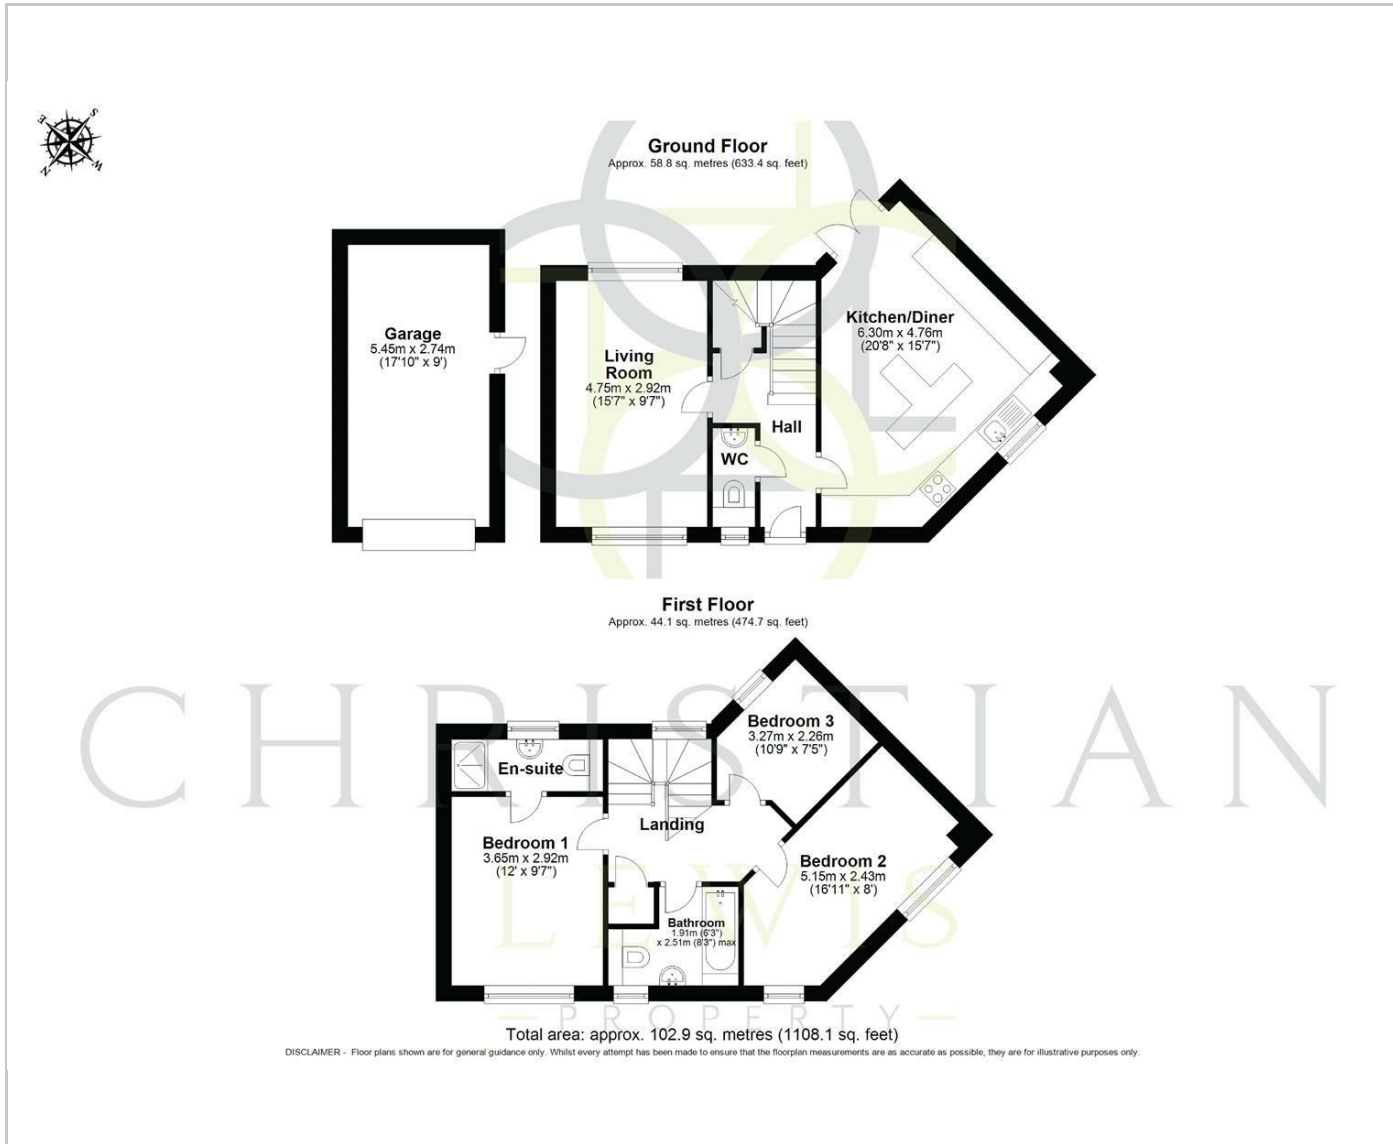 S
E
W
N
Ground Floor
Approx. 58.8 sq. metres (633.4 sq. feet)
Garage
5.45m x 2.74m
(17'10" x 9')
Living
Room
4.75m x 2.92m
(15'7" x 9'7")
Kitchen/Diner
6.30m x 4.76m
(20'8" x 15'7")
Hall
WC
First Floor
Approx. 44.1 sq. metres (474.7 sq. feet)
CHRISTIAN
Bedroom 3
3.27m x 2.26m
(10'9" x 7'5")
En-suite
Landing
Bedroom 1
3.65m x 2.92m
(12' x 9'7")
Bedroom 2
5.15m x 2.43m
(16'11" x 8')
LEWIS
Bathroom
1.91m (6'3")
x 2.51m (8'3") max
PROPERTY
Total area: approx. 102.9 sq. metres (1108.1 sq. feet)
DISCLAIMER - Floor plans shown are for general guidance only. Whilst every attempt has been made to ensure that the floorplan measurements are as accurate as possible, they are for illustrative purposes only.